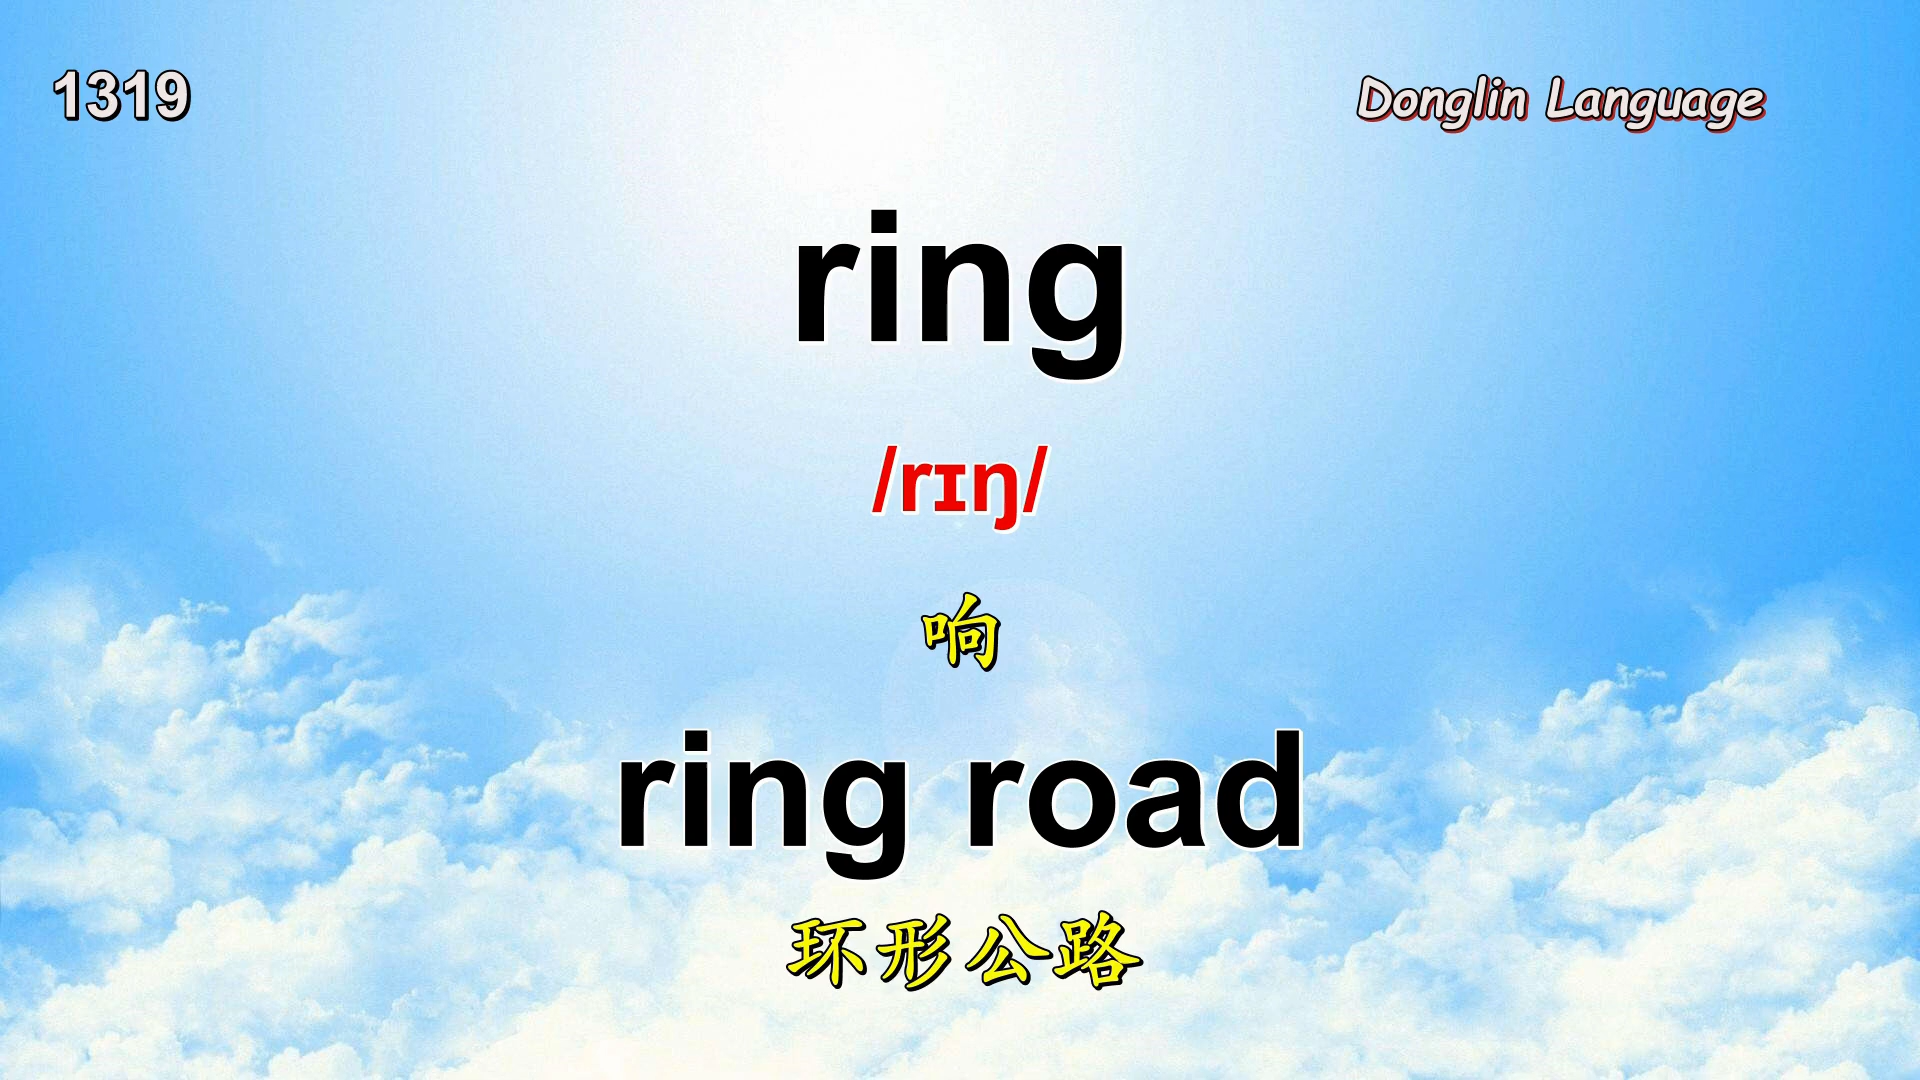 1319
Donglin Language
ring
/rɪŋ/
响
ring road
环形公路